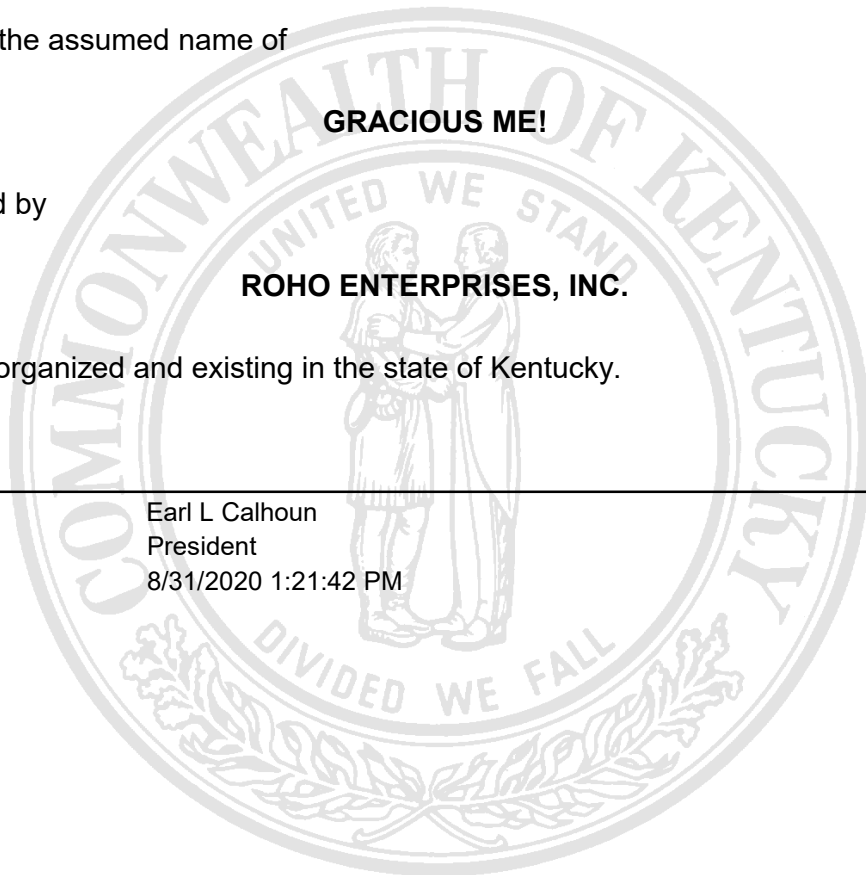 the assumed name of
GRACIOUS ME!
d by
ROHO ENTERPRISES, INC.
organized and existing in the state of Kentucky.
Earl L Calhoun
President
8/31/2020 1:21:42 PM
COMMONWEALTH OF KENTUCKY
UNITED WE STAND
DIVIDED WE FALL